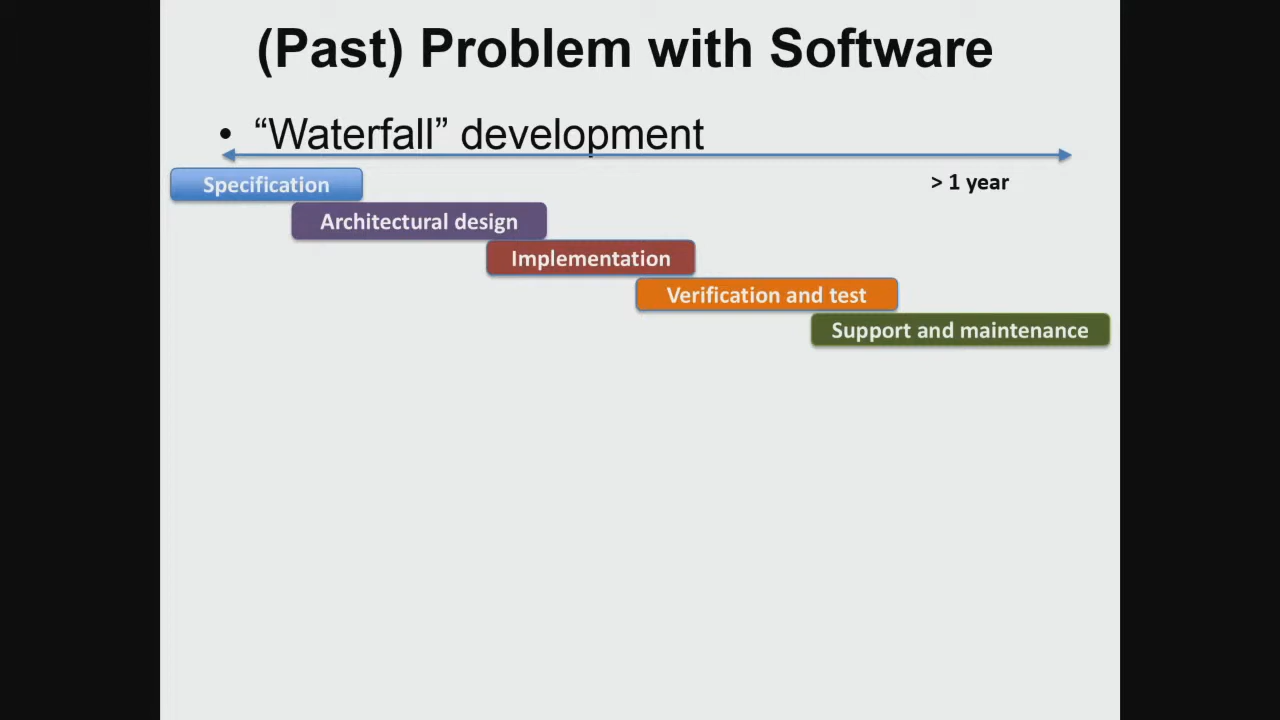 (Past) Problem with Software
• “Waterfall” development
Specification
> 1 year
Architectural design
Implementation
Verification and test
Support and maintenance